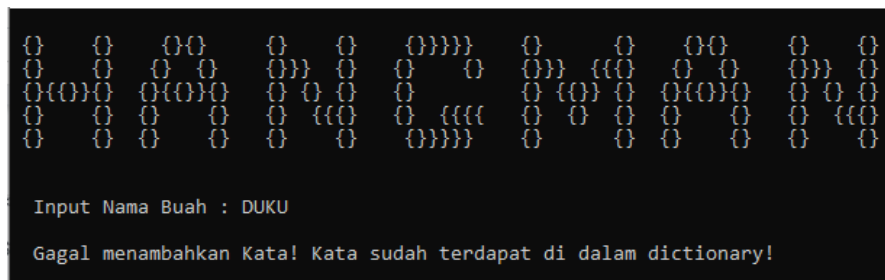 HANGMAN
Input Nama Buah : DUKU
Gagal menambahkan Kata! Kata sudah terdapat di dalam dictionary!